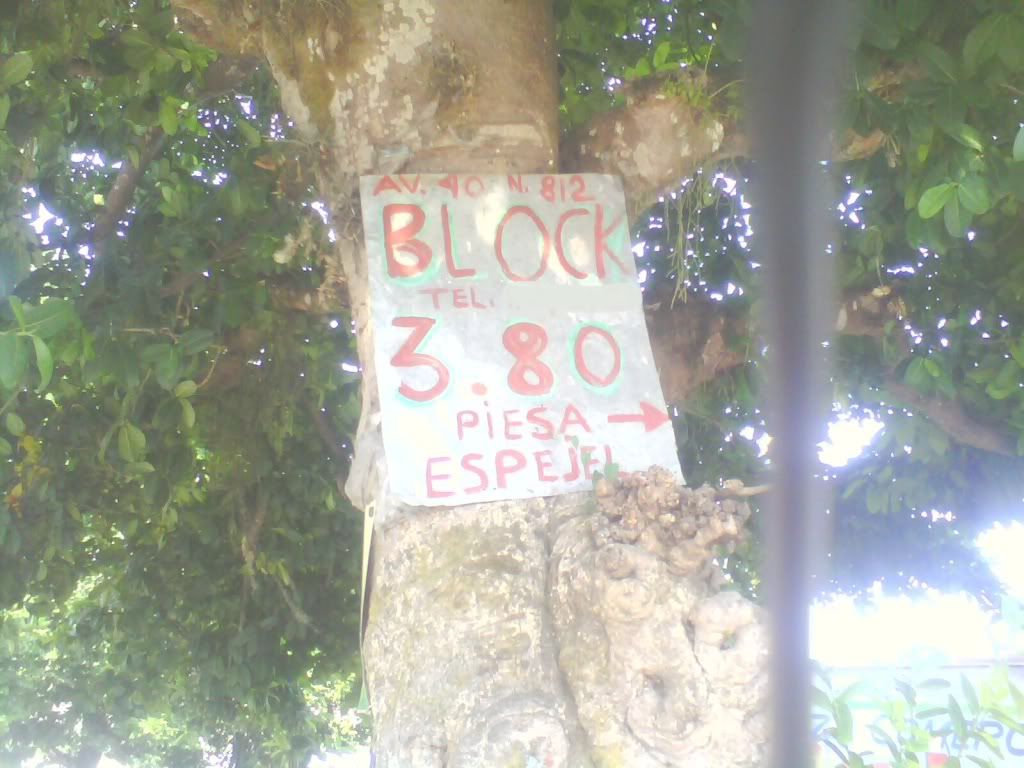 AV. 40 N. 812
BLOCK
TEL.
3.80
PiESA →
ESPEJEL